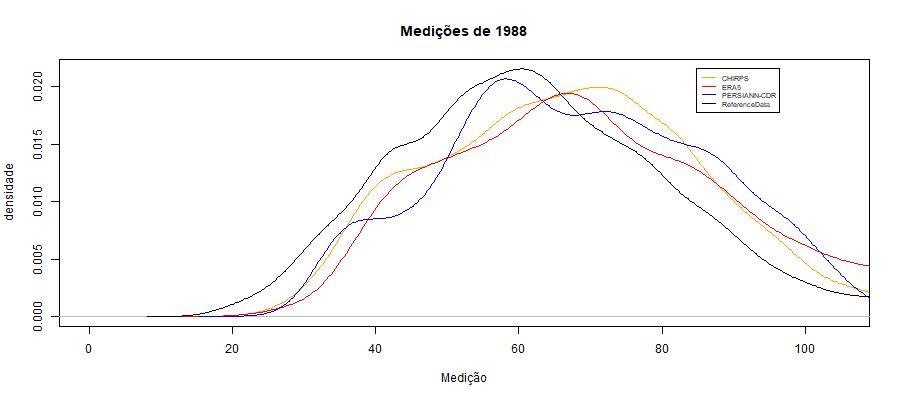 Medições de 1988
densidade
0.020
0.015
0.010
0.005
0.000
CHIRPS
ERA5
PERSIANN-CDR
ReferenceData
0 20 40 60 80 100
Medição